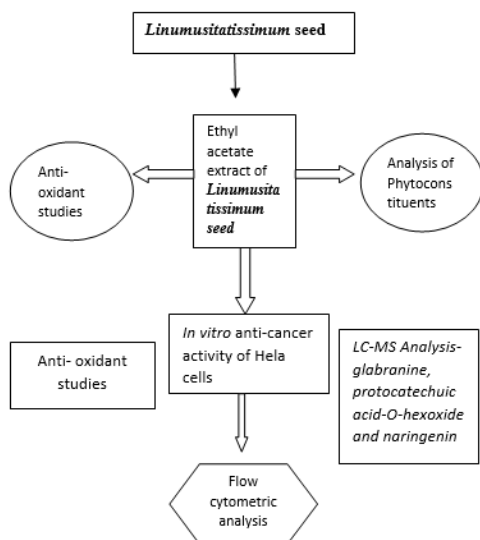 Linumusitatissimum seed
Ethyl
acetate
extract of
Linumusita
tissimum
seed
Anti-
oxidant
studies
Analysis of
Phytocons
tituents
In vitro anti-cancer
activity of Hela
cells
Anti- oxidant
studies
LC-MS Analysis-
glabranine,
protocatechuic
acid-O-hexoxide
and naringenin
Flow
cytometric
analysis